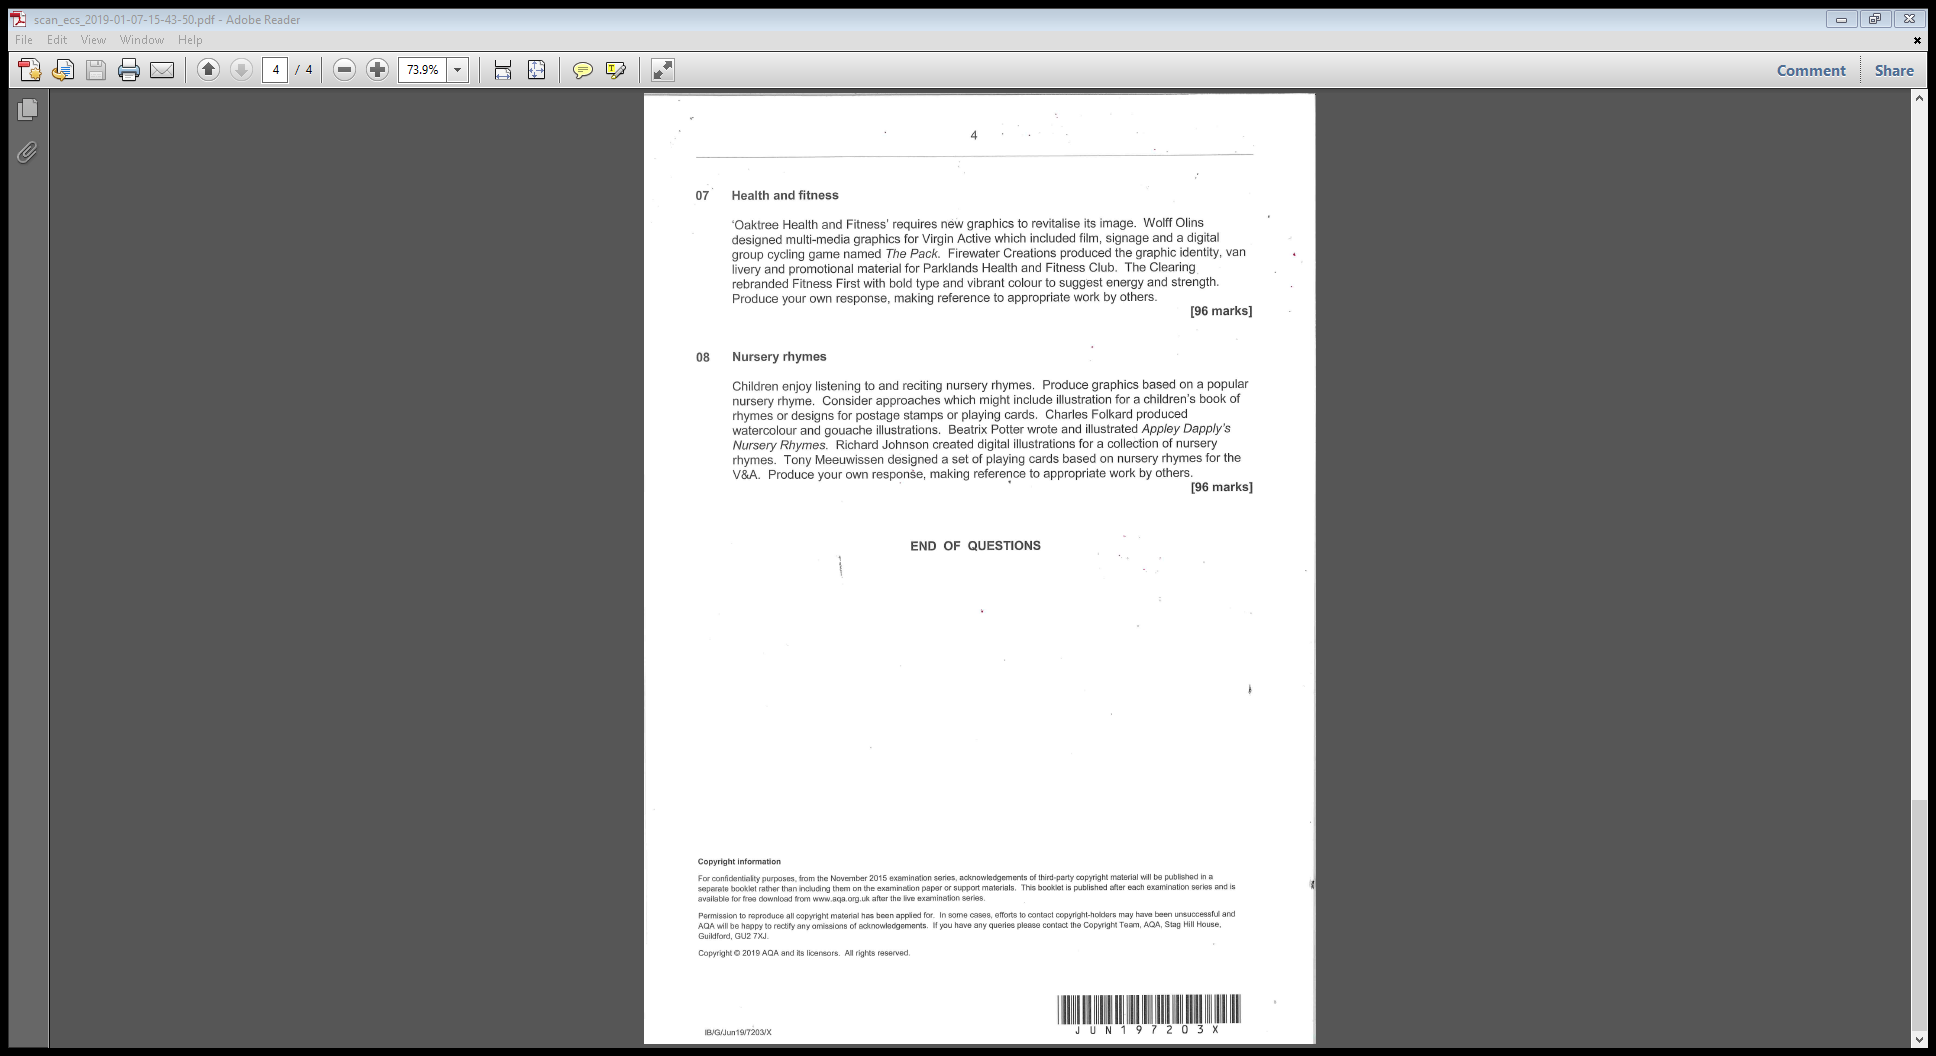 scan_ecs_2019-01-07-15-43-50.pdf - Adobe Reader
File Edit View Window Help
4 / 4 73.9% Comment Share
4
07 Health and fitness
‘Oaktree Health and Fitness’ requires new graphics to revitalise its image. Wolff Olins
designed multi-media graphics for Virgin Active which included film, signage and a digital
group cycling game named The Pack. Firewater Creations produced the graphic identity, van
livery and promotional material for Parklands Health and Fitness Club. The Clearing
rebranded Fitness First with bold type and vibrant colour to suggest energy and strength.
Produce your own response, making reference to appropriate work by others.
[96 marks]
08 Nursery rhymes
Children enjoy listening to and reciting nursery rhymes. Produce graphics based on a popular
nursery rhyme. Consider approaches which might include illustration for a children’s book of
rhymes or designs for postage stamps or playing cards. Charles Folkard produced
watercolour and gouache illustrations. Beatrix Potter wrote and illustrated Appley Dapply’s
Nursery Rhymes. Richard Johnson created digital illustrations for a collection of nursery
rhymes. Tony Meeuwissen designed a set of playing cards based on nursery rhymes for the
V&A. Produce your own response, making reference to appropriate work by others.
[96 marks]
END OF QUESTIONS
Copyright information
For confidentiality purposes, from the November 2015 examination series, acknowledgements of third-party copyright material will be published in a
separate booklet rather than including them on the examination paper or support materials. This booklet is published after each examination series and is
available for free download from www.aqa.org.uk after the live examination series.
Permission to reproduce all copyright material has been applied for. In some cases, efforts to contact copyright-holders may have been unsuccessful and
AQA will be happy to rectify any omissions of acknowledgements. If you have any queries please contact the Copyright Team, AQA, Stag Hill House,
Guildford, GU2 7XJ.
Copyright © 2019 AQA and its licensors. All rights reserved.
JUN197203X
IB/G/Jun19/7203/X